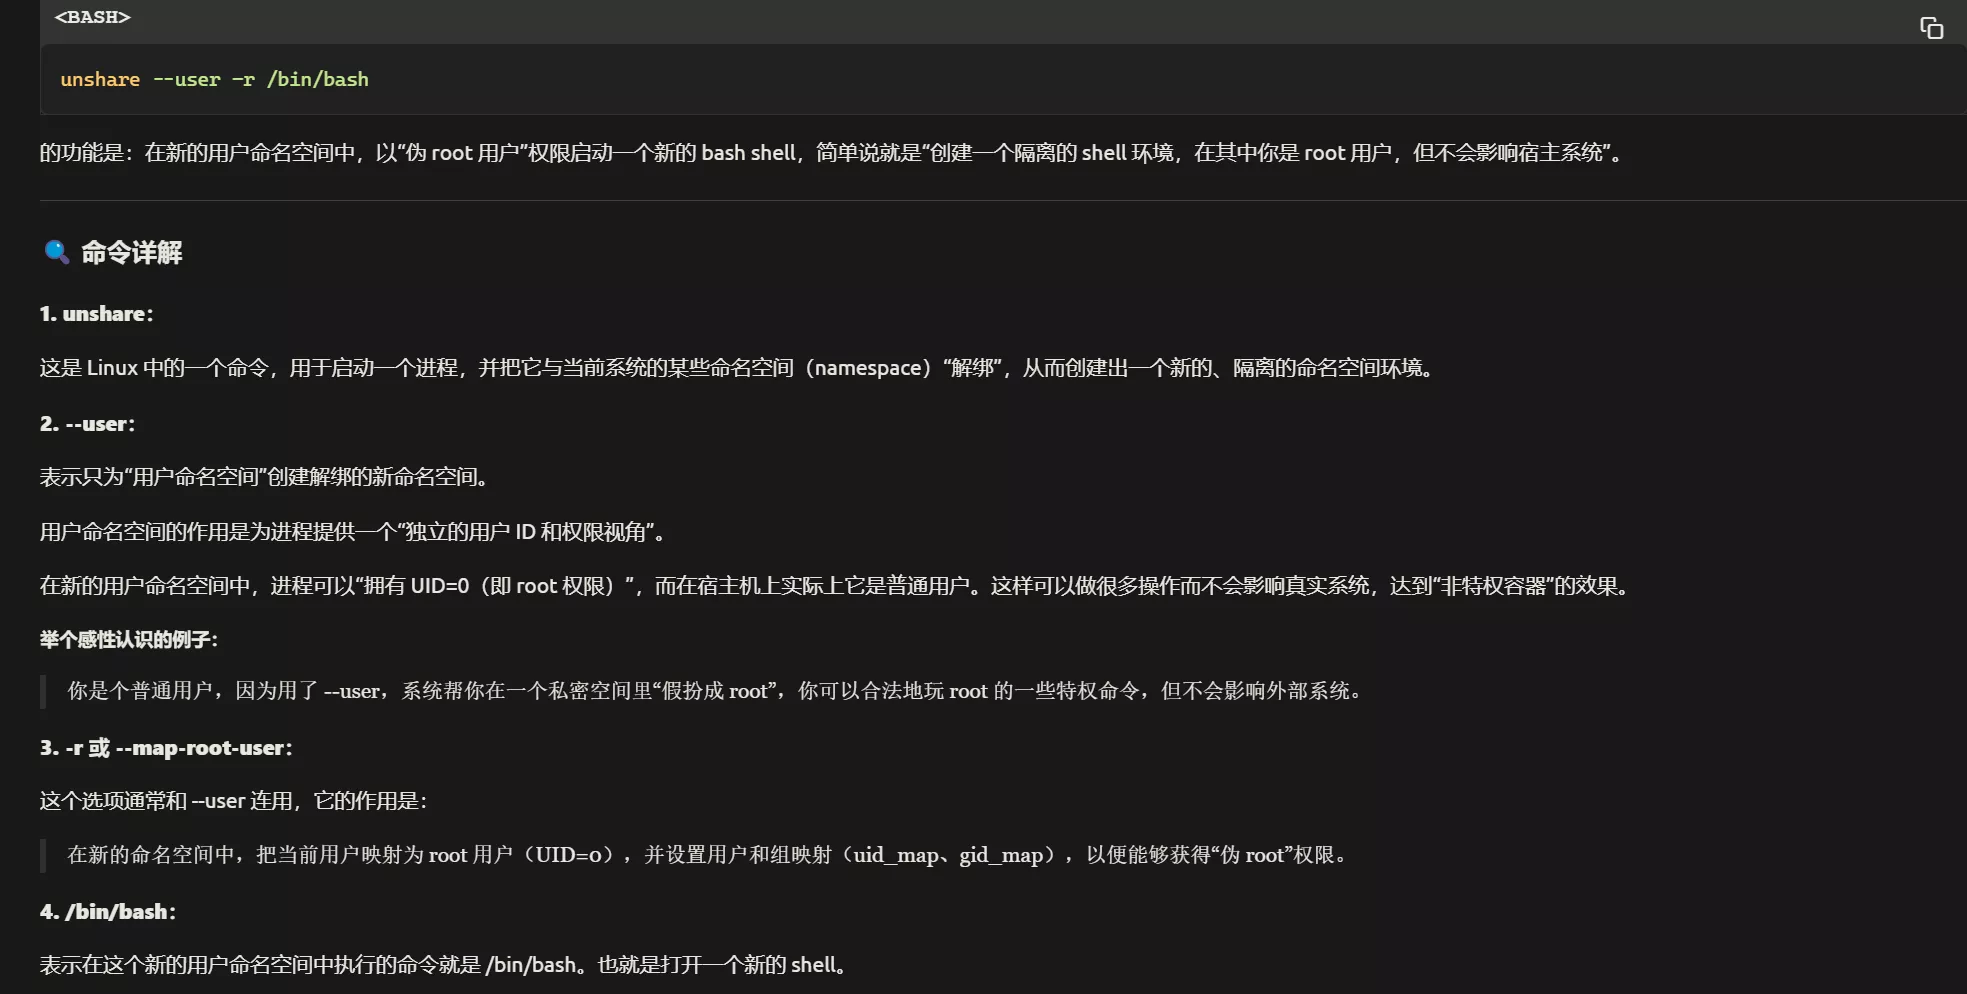 <BASH>
unshare --user -r /bin/bash
的功能是：在新的用户命名空间中，以“伪 root 用户”权限启动一个新的 bash shell，简单说就是“创建一个隔离的 shell 环境，在其中你是 root 用户，但不会影响宿主系统”。
命令详解
1. unshare：
这是 Linux 中的一个命令，用于启动一个进程，并把它与当前系统的某些命名空间（namespace）“解绑”，从而创建出一个新的、隔离的命名空间环境。
2. --user：
表示只为“用户命名空间”创建解绑的新命名空间。
用户命名空间的作用是为进程提供一个“独立的用户 ID 和权限视角”。
在新的用户命名空间中，进程可以“拥有 UID=0（即 root 权限）”，而在宿主机上实际上它是普通用户。这样可以做很多操作而不会影响真实系统，达到“非特权容器”的效果。
举个感性认识的例子：
你是个普通用户，因为用了 --user，系统帮你在一个私密空间里“假扮成 root”，你可以合法地玩 root 的一些特权命令，但不会影响外部系统。
3. -r 或 --map-root-user：
这个选项通常和 --user 连用，它的作用是：
在新的命名空间中，把当前用户映射为 root 用户（UID=0），并设置用户和组映射（uid_map、gid_map），以便能够获得“伪 root”权限。
4. /bin/bash：
表示在这个新的用户命名空间中执行的命令就是 /bin/bash。也就是打开一个新的 shell。